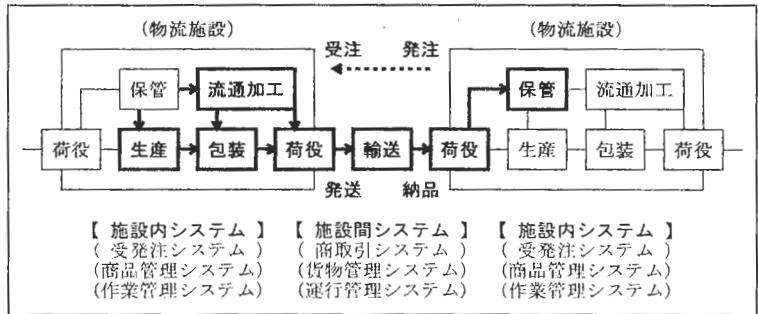 (物流施設)
(物流施設)
受注 発注
保管
流通加工
保管
流通加工
荷役
生産
包装
荷役
輸送
荷役
生産
包装
荷役
発送 納品
【 施設内システム 】
( 受発注システム )
(商品管理システム)
(作業管理システム)
【 施設間システム 】
( 商取引システム )
(貨物管理システム)
(運行管理システム)
【 施設内システム 】
( 受発注システム )
(商品管理システム)
(作業管理システム)